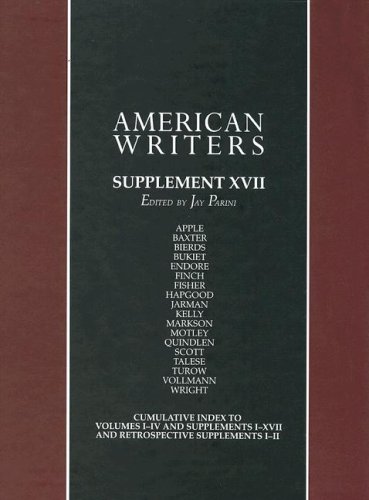 AMERICAN
WRITERS
SUPPLEMENT XVII
EDITED BY JAY PARINI
APPLE
BAXTER
BIERDS
BUKIET
ENDORE
FINCH
FISHER
HAPGOOD
JARMAN
KELLY
MARKSON
MOTLEY
QUINDLEN
SCOTT
TALESE
TUROW
VOLLMANN
WRIGHT
CUMULATIVE INDEX TO
VOLUMES I–IV AND SUPPLEMENTS I–XVII
AND RETROSPECTIVE SUPPLEMENTS I–II